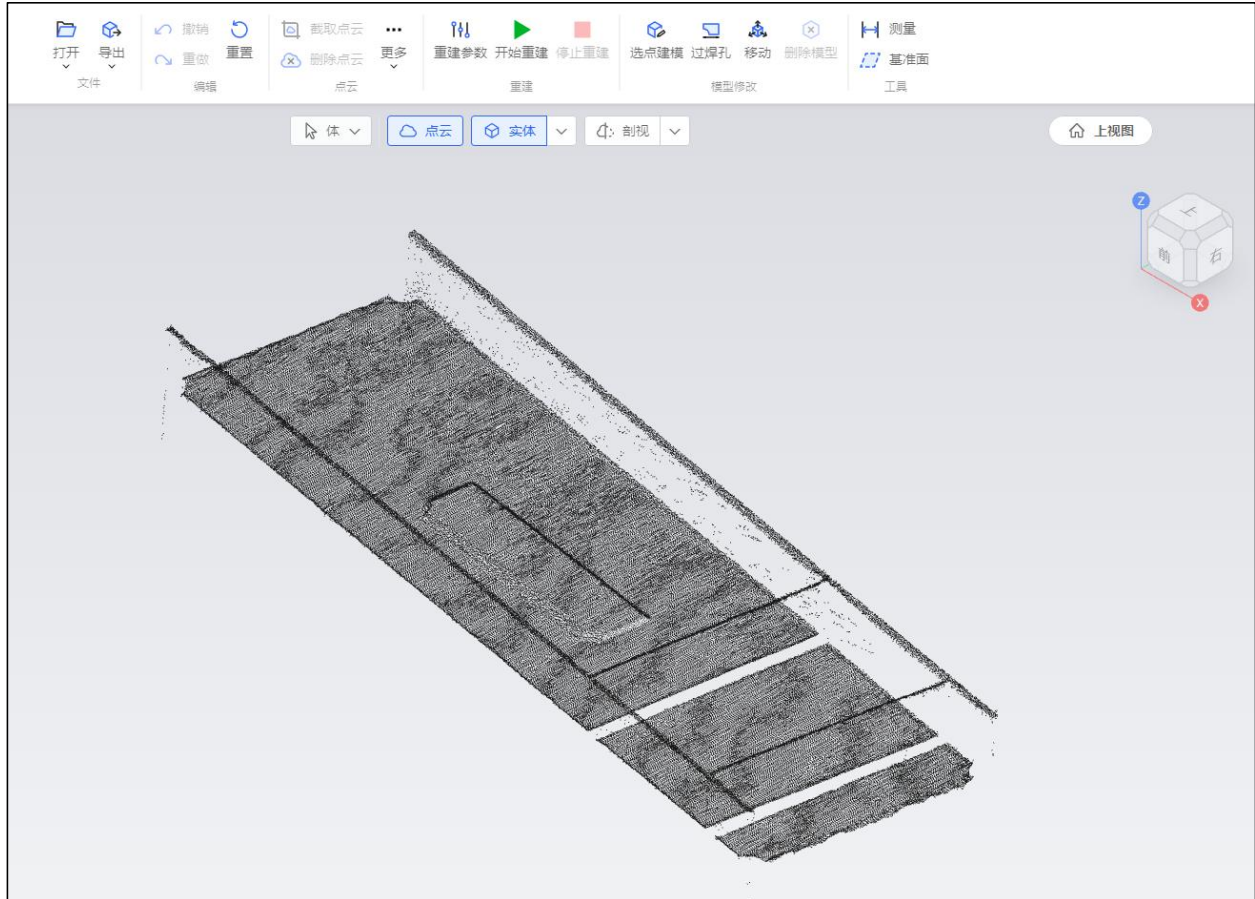 打开 导出 撤销 重做 重置 截取点云 删除点云 更多 重建参数 开始重建 停止重建 选点建模 过焊孔 移动 删除模型 测量 基准面
文件 编辑 点云 重建 模型修改 工具
体 点云 实体 剖视 上视图
Z
上
前 右
X